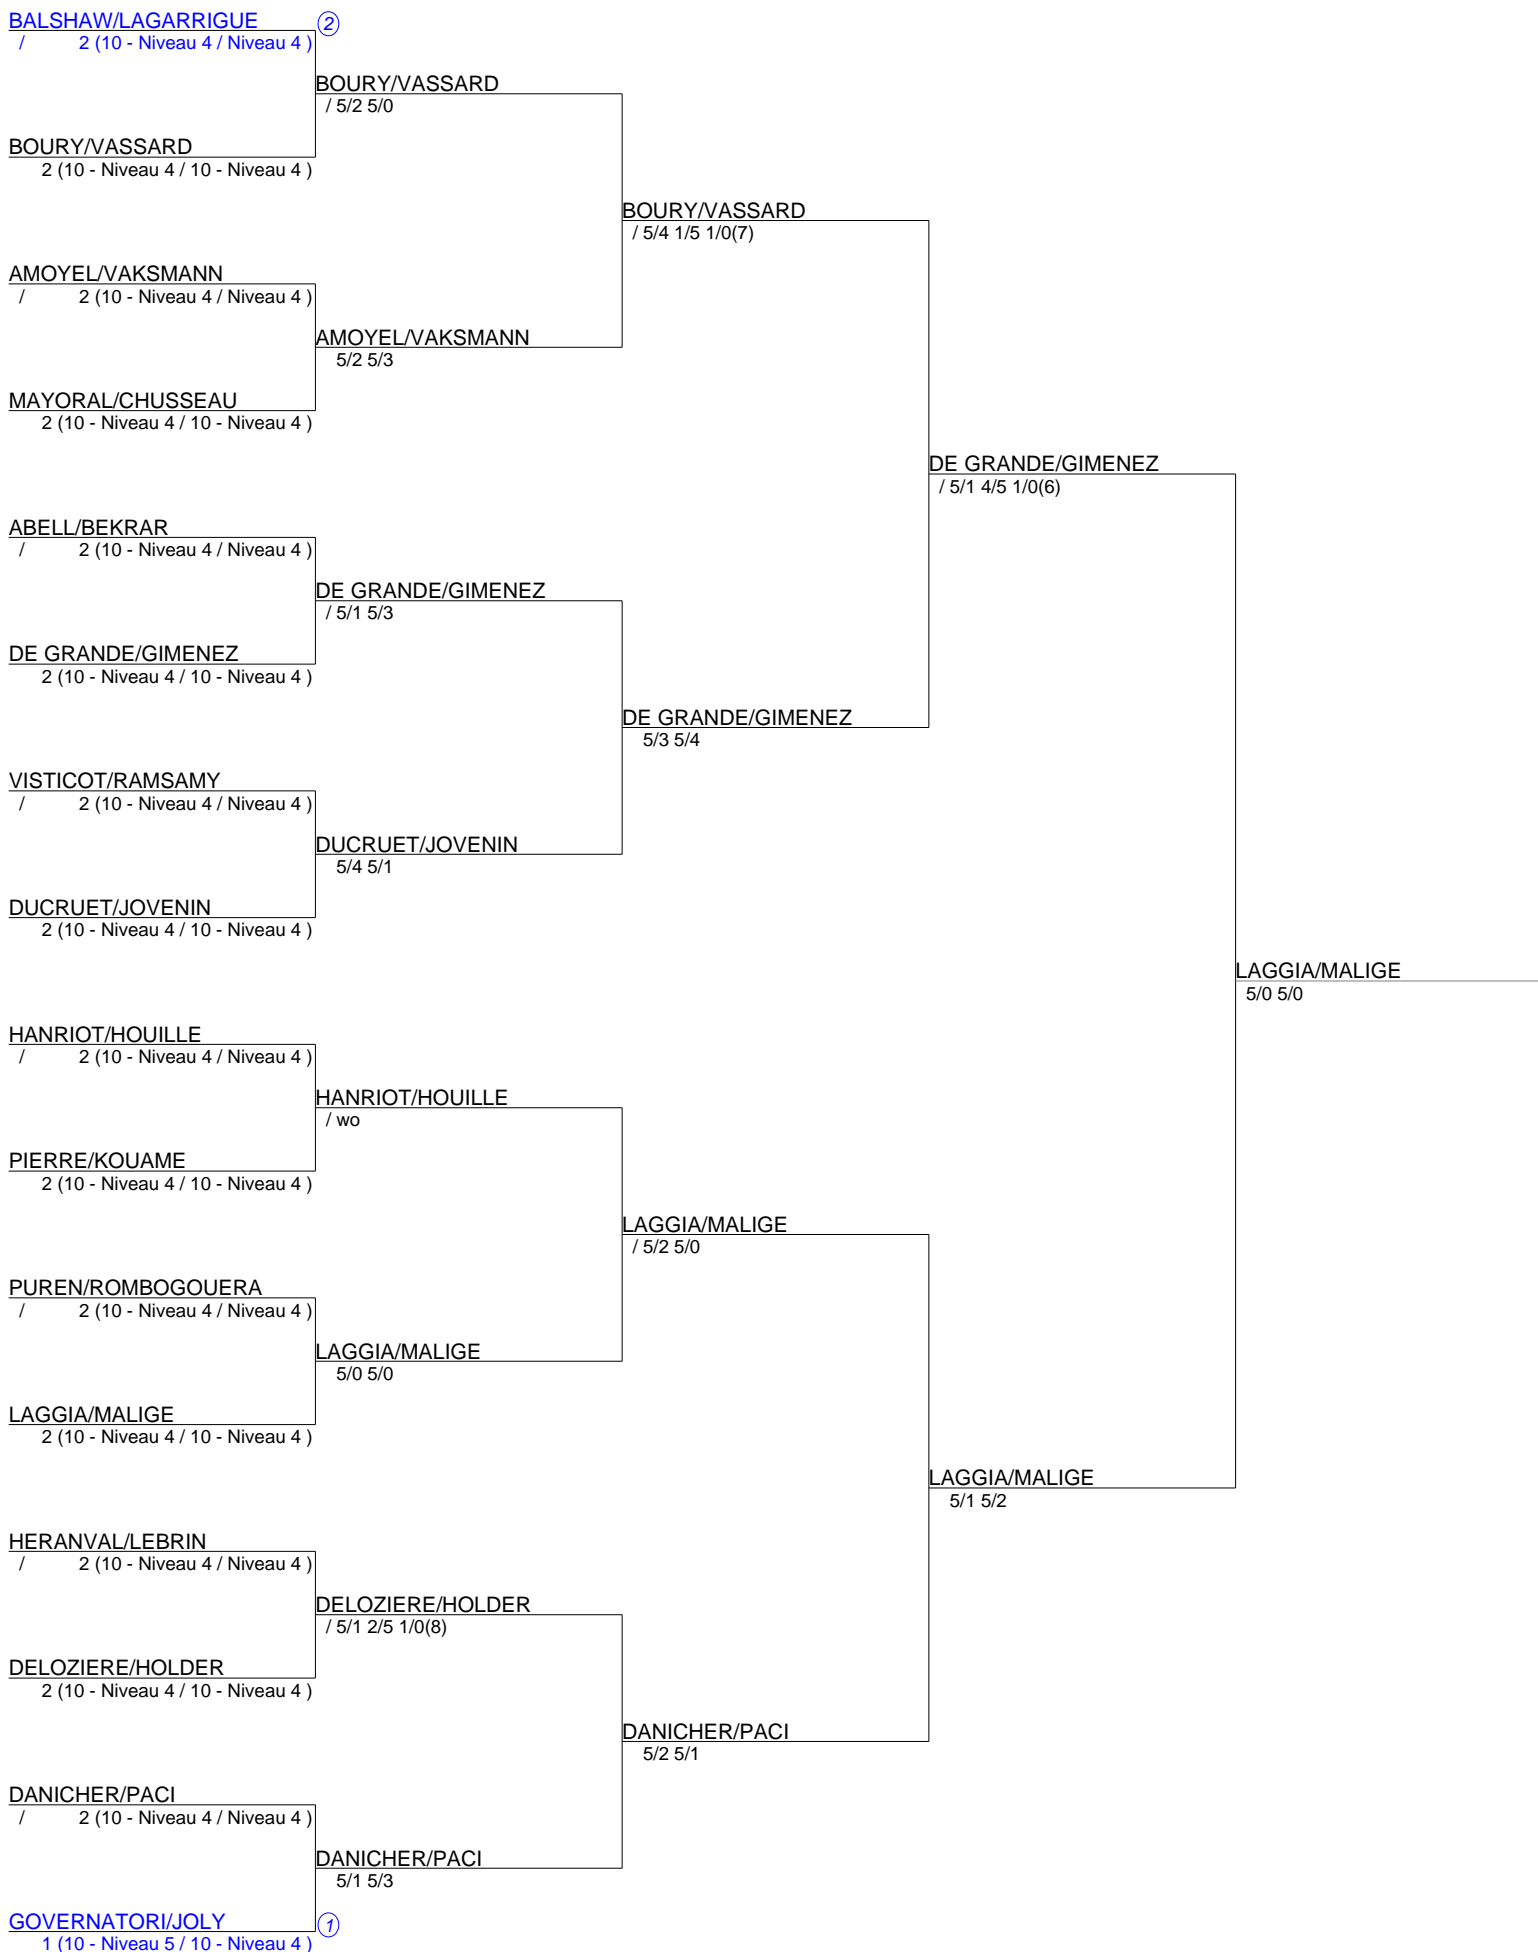 BALSHAW/LAGARRIGUE 2
/ 2 (10 - Niveau 4 / Niveau 4 )
BOURY/VASSARD
/ 5/2 5/0
BOURY/VASSARD
2 (10 - Niveau 4 / 10 - Niveau 4 )
BOURY/VASSARD
/ 5/4 1/5 1/0(7)
AMOYEL/VAKSMANN
/ 2 (10 - Niveau 4 / Niveau 4 )
AMOYEL/VAKSMANN
5/2 5/3
MAYORAL/CHUSSEAU
2 (10 - Niveau 4 / 10 - Niveau 4 )
DE GRANDE/GIMENEZ
/ 5/1 4/5 1/0(6)
ABELL/BEKRAR
/ 2 (10 - Niveau 4 / Niveau 4 )
DE GRANDE/GIMENEZ
/ 5/1 5/3
DE GRANDE/GIMENEZ
2 (10 - Niveau 4 / 10 - Niveau 4 )
DE GRANDE/GIMENEZ
5/3 5/4
VISTICOT/RAMSAMY
/ 2 (10 - Niveau 4 / Niveau 4 )
DUCRUET/JOVENIN
5/4 5/1
DUCRUET/JOVENIN
2 (10 - Niveau 4 / 10 - Niveau 4 )
LAGGIA/MALIGE
5/0 5/0
HANRIOT/HOUILLE
/ 2 (10 - Niveau 4 / Niveau 4 )
HANRIOT/HOUILLE
/ wo
PIERRE/KOUAME
2 (10 - Niveau 4 / 10 - Niveau 4 )
LAGGIA/MALIGE
/ 5/2 5/0
PUREN/ROMBOGOUERA
/ 2 (10 - Niveau 4 / Niveau 4 )
LAGGIA/MALIGE
5/0 5/0
LAGGIA/MALIGE
2 (10 - Niveau 4 / 10 - Niveau 4 )
LAGGIA/MALIGE
5/1 5/2
HERANVAL/LEBRIN
/ 2 (10 - Niveau 4 / Niveau 4 )
DELOZIERE/HOLDER
/ 5/1 2/5 1/0(8)
DELOZIERE/HOLDER
2 (10 - Niveau 4 / 10 - Niveau 4 )
DANICHER/PACI
5/2 5/1
DANICHER/PACI
/ 2 (10 - Niveau 4 / Niveau 4 )
DANICHER/PACI
5/1 5/3
GOVERNATORI/JOLY 1
1 (10 - Niveau 5 / 10 - Niveau 4 )